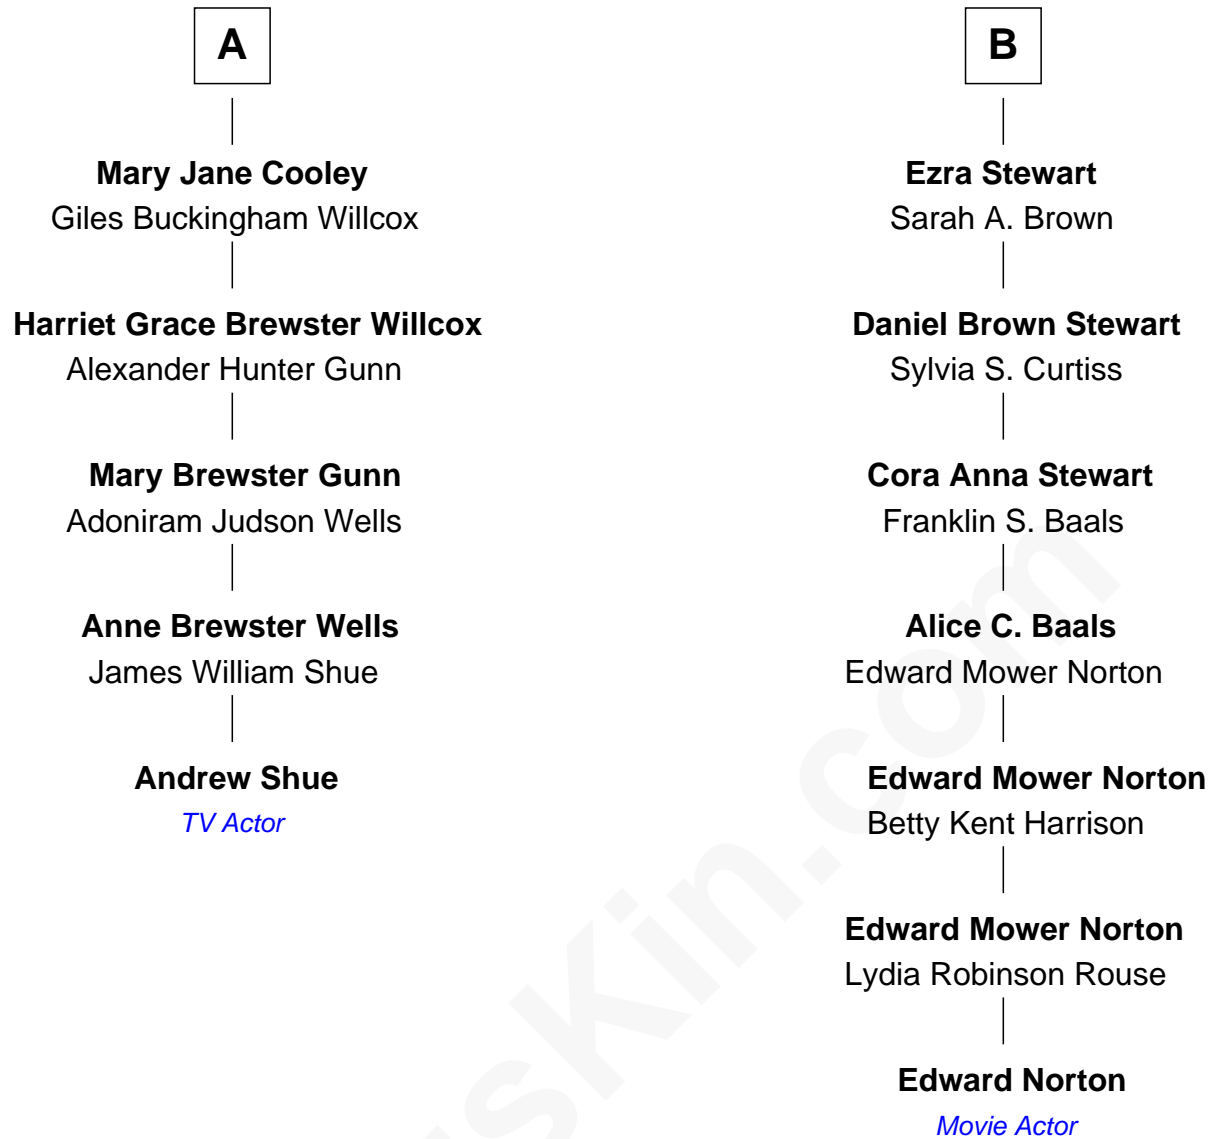 A
Mary Jane Cooley
Giles Buckingham Willcox
Harriet Grace Brewster Willcox
Alexander Hunter Gunn
Mary Brewster Gunn
Adoniram Judson Wells
Anne Brewster Wells
James William Shue
Andrew Shue
TV Actor
B
Ezra Stewart
Sarah A. Brown
Daniel Brown Stewart
Sylvia S. Curtiss
Cora Anna Stewart
Franklin S. Baals
Alice C. Baals
Edward Mower Norton
Edward Mower Norton
Betty Kent Harrison
Edward Mower Norton
Lydia Robinson Rouse
Edward Norton
Movie Actor
sKin.com